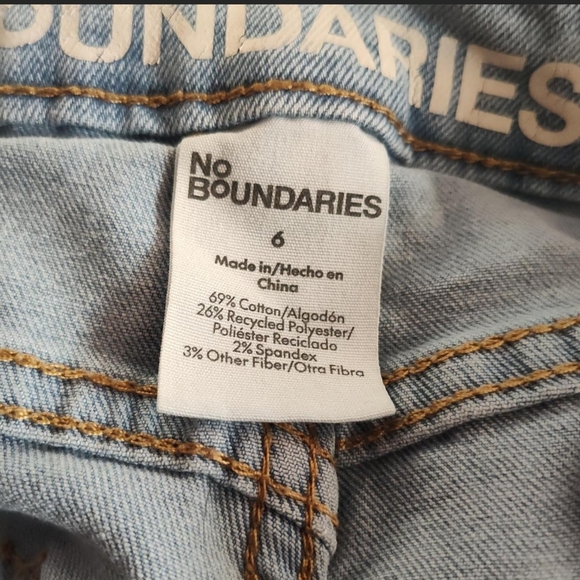 OUNDARIES
No
BOUNDARIES
6
Made in/Hecho en
China
69% Cotton/Algodón
26% Recycled Polyester/
Poliéster Reciclado
2% Spandex
3% Other Fiber/Otra Fibra